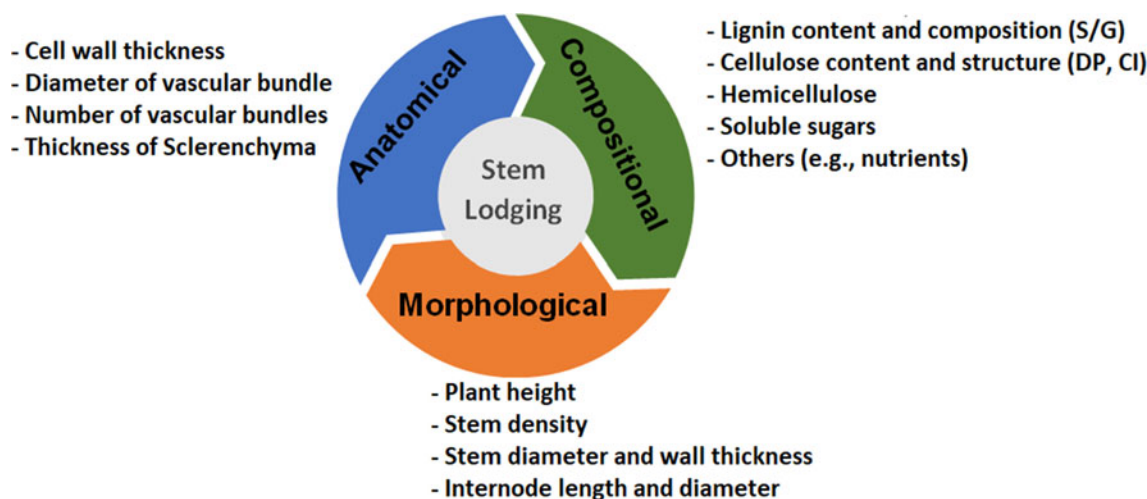 - Cell wall thickness
- Diameter of vascular bundle
- Number of vascular bundles
- Thickness of Sclerenchyma
Anatomical
Compositional
- Lignin content and composition (S/G)
- Cellulose content and structure (DP, CI)
- Hemicellulose
- Soluble sugars
- Others (e.g., nutrients)
Stem
Lodging
Morphological
- Plant height
- Stem density
- Stem diameter and wall thickness
- Internode length and diameter